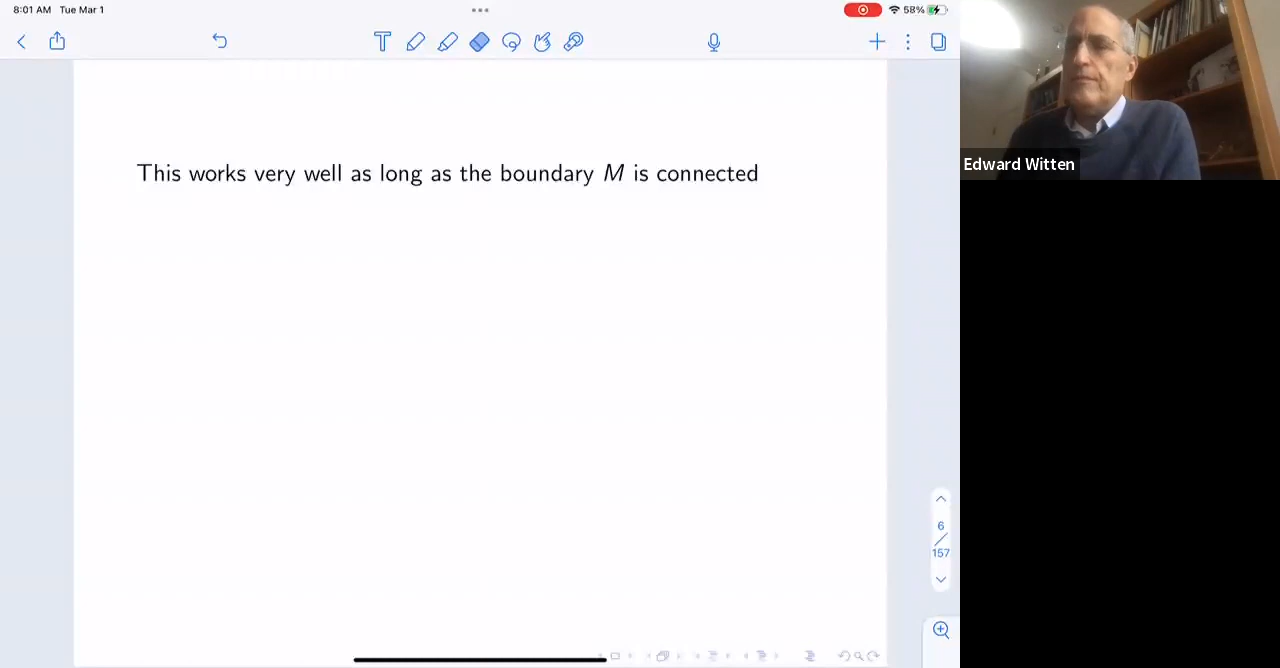 8:01 AM Tue Mar 1
58%
This works very well as long as the boundary M is connected
6
157
Edward Witten